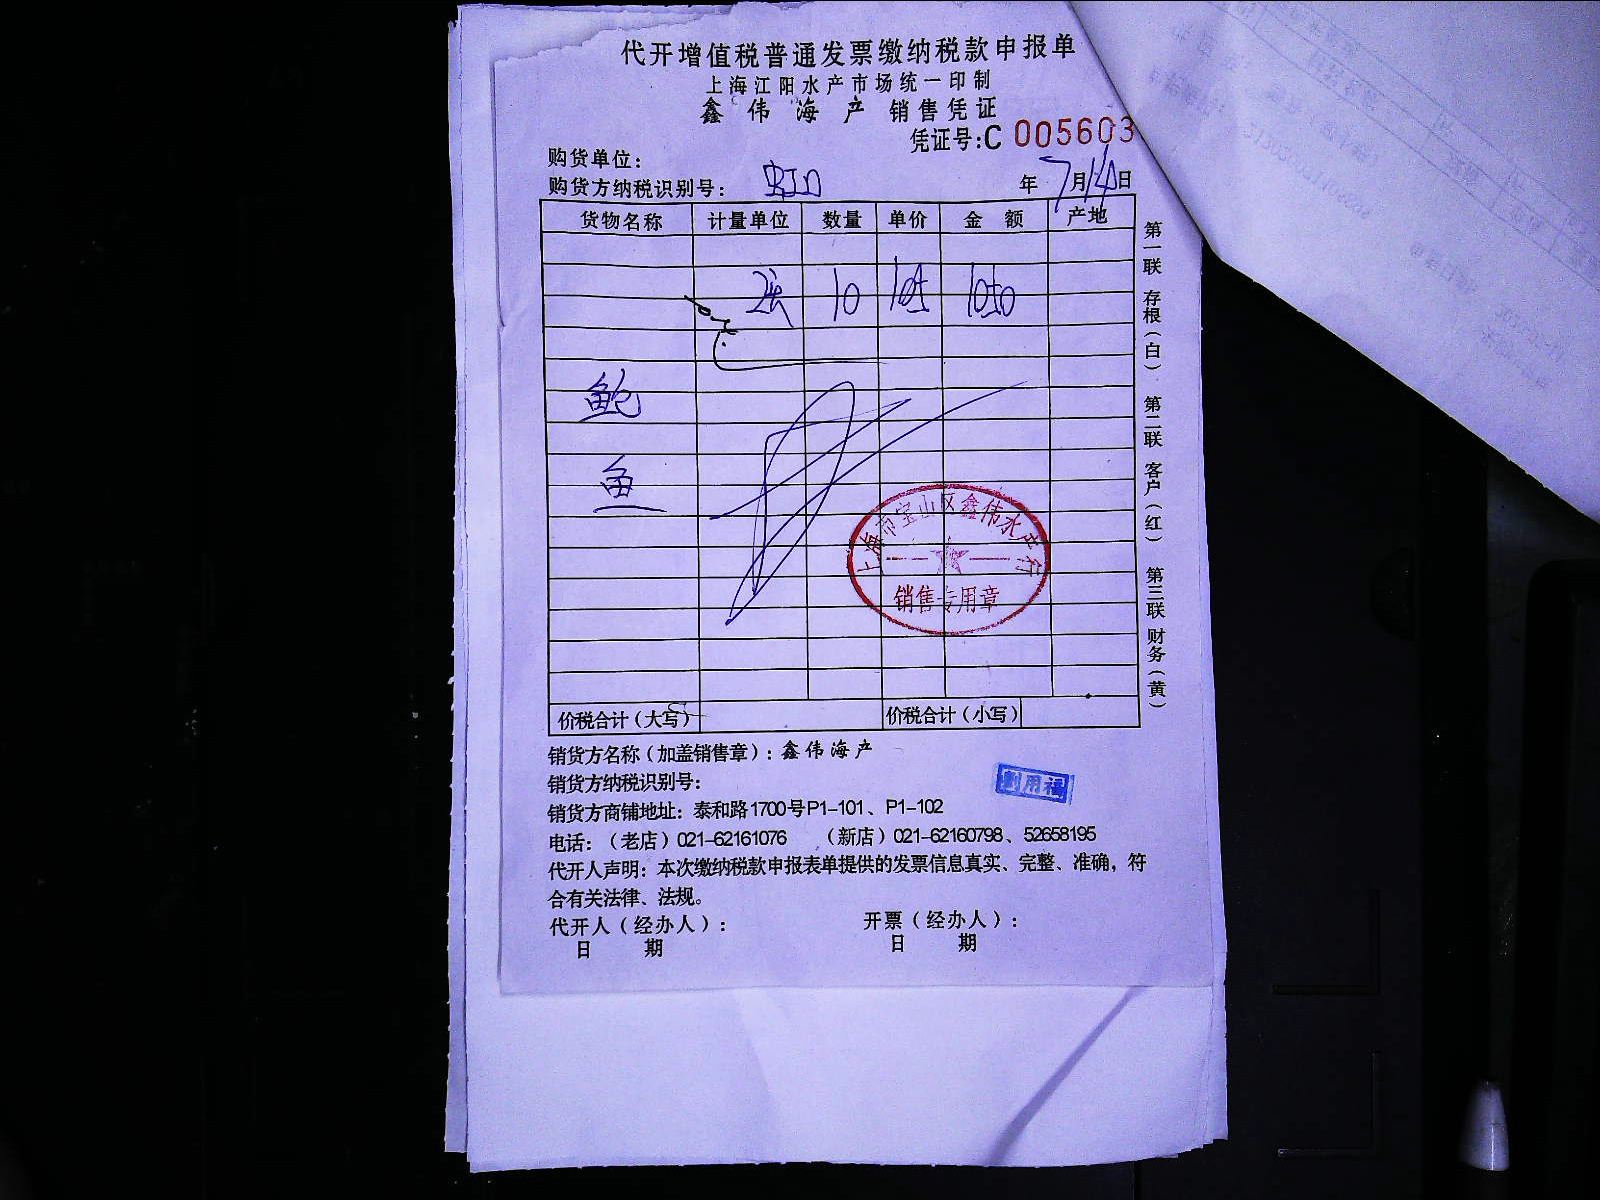 代开增值税普通发票缴纳税款申报单
上海江阳水产市场统一印制
鑫伟海产 销售凭证
凭证号:C 005603
购货单位:
购货方纳税识别号:
年 7月14日
货物名称 计量单位 数量 单价 金 额 产地
10 105 1050
鲍
鱼
上海市宝山区鑫伟水产行
销售专用章
价税合计(大写) 价税合计(小写)
第一联 存根(白) 第二联 客户(红) 第三联 财务(黄)
销货方名称(加盖销售章):鑫伟海产
销货方纳税识别号:
销货方商铺地址:泰和路1700号P1-101、P1-102
电话:(老店)021-62161076 (新店)021-62160798、52658195
代开人声明:本次缴纳税款申报表单提供的发票信息真实、完整、准确,符
合有关法律、法规。
代开人(经办人): 开票(经办人):
日 期 日 期